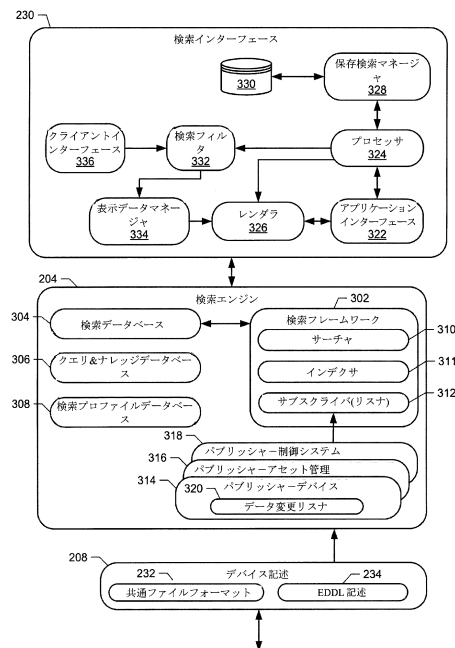 230
検索インターフェース
330
保存検索マネージ
ャ
328
クライアントイ
ンターフェース
336
検索フィル
タ
332
プロセッサ
324
表示データマネー
ジャ
334
レンダラ
326
アプリケーション
インターフェース
322
204
検索エンジン
302
304
検索データベース
検索フレームワーク
310
サーチャ
306
クエリ&ナレッジデータベ
ース
311
インデクサ
308
検索プロファイルデータベ
ース
312
サブスクライバ(リスナ)
318
パブリッシャー制御システム
316
パブリッシャーアセット管理
314
パブリッシャーデバイス
320
データ変更リスナ
208
デバイス記述
232
共通ファイルフォーマット
234
EDDL 記述